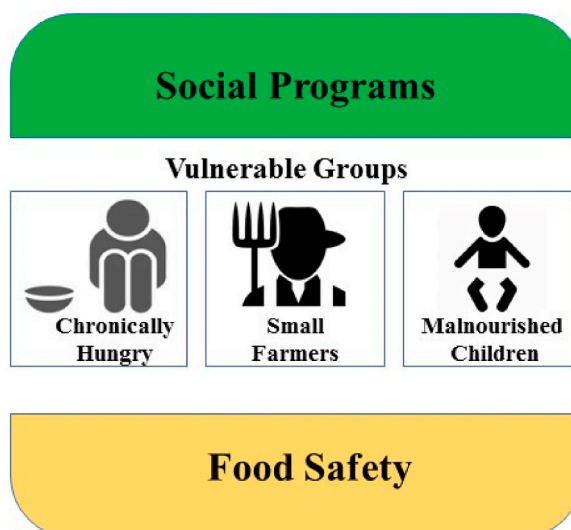 Social Programs
Vulnerable Groups
Chronically
Hungry
Small
Farmers
Malnourished
Children
Food Safety